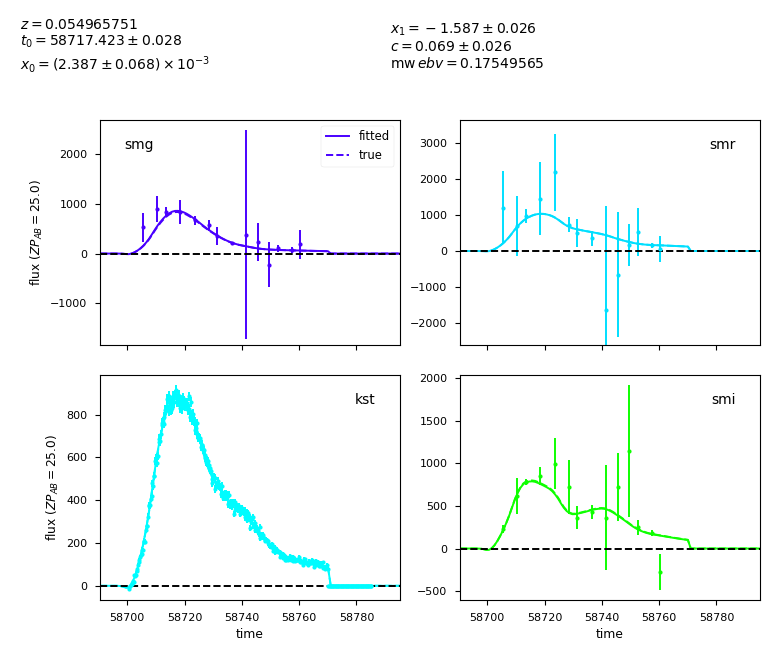 z = 0.054965751
t₀ = 58717.423 ± 0.028
x₀ = (2.387 ± 0.068) × 10⁻³
x₁ = −1.587 ± 0.026
c = 0.069 ± 0.026
mw ebv = 0.17549565
smg
fitted
true
2000
1000
0
−1000
flux (ZP_AB = 25.0)
smr
3000
2000
1000
0
−1000
−2000
kst
800
600
400
200
0
flux (ZP_AB = 25.0)
58700 58720 58740 58760 58780
time
smi
2000
1500
1000
500
0
−500
58700 58720 58740 58760 58780
time